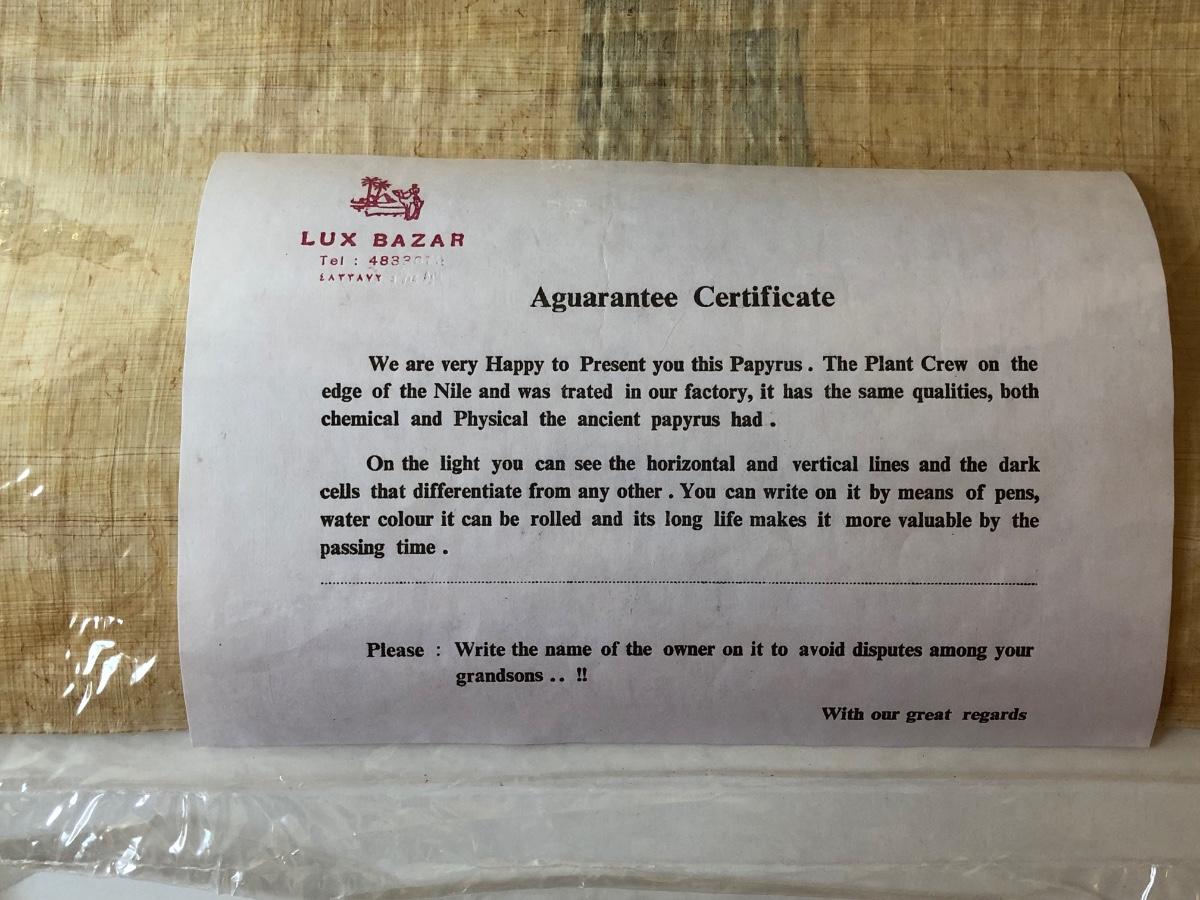 LUX BAZAR
Tel :
٤٨٣٣٨٧٢
Aguarantee Certificate
We are very Happy to Present you this Papyrus . The Plant Crew on the
edge of the Nile and was trated in our factory, it has the same qualities, both
chemical and Physical the ancient papyrus had .
On the light you can see the horizontal and vertical lines and the dark
cells that differentiate from any other . You can write on it by means of pens,
water colour it can be rolled and its long life makes it more valuable by the
passing time .
Please : Write the name of the owner on it to avoid disputes among your
grandsons . . !!
With our great regards